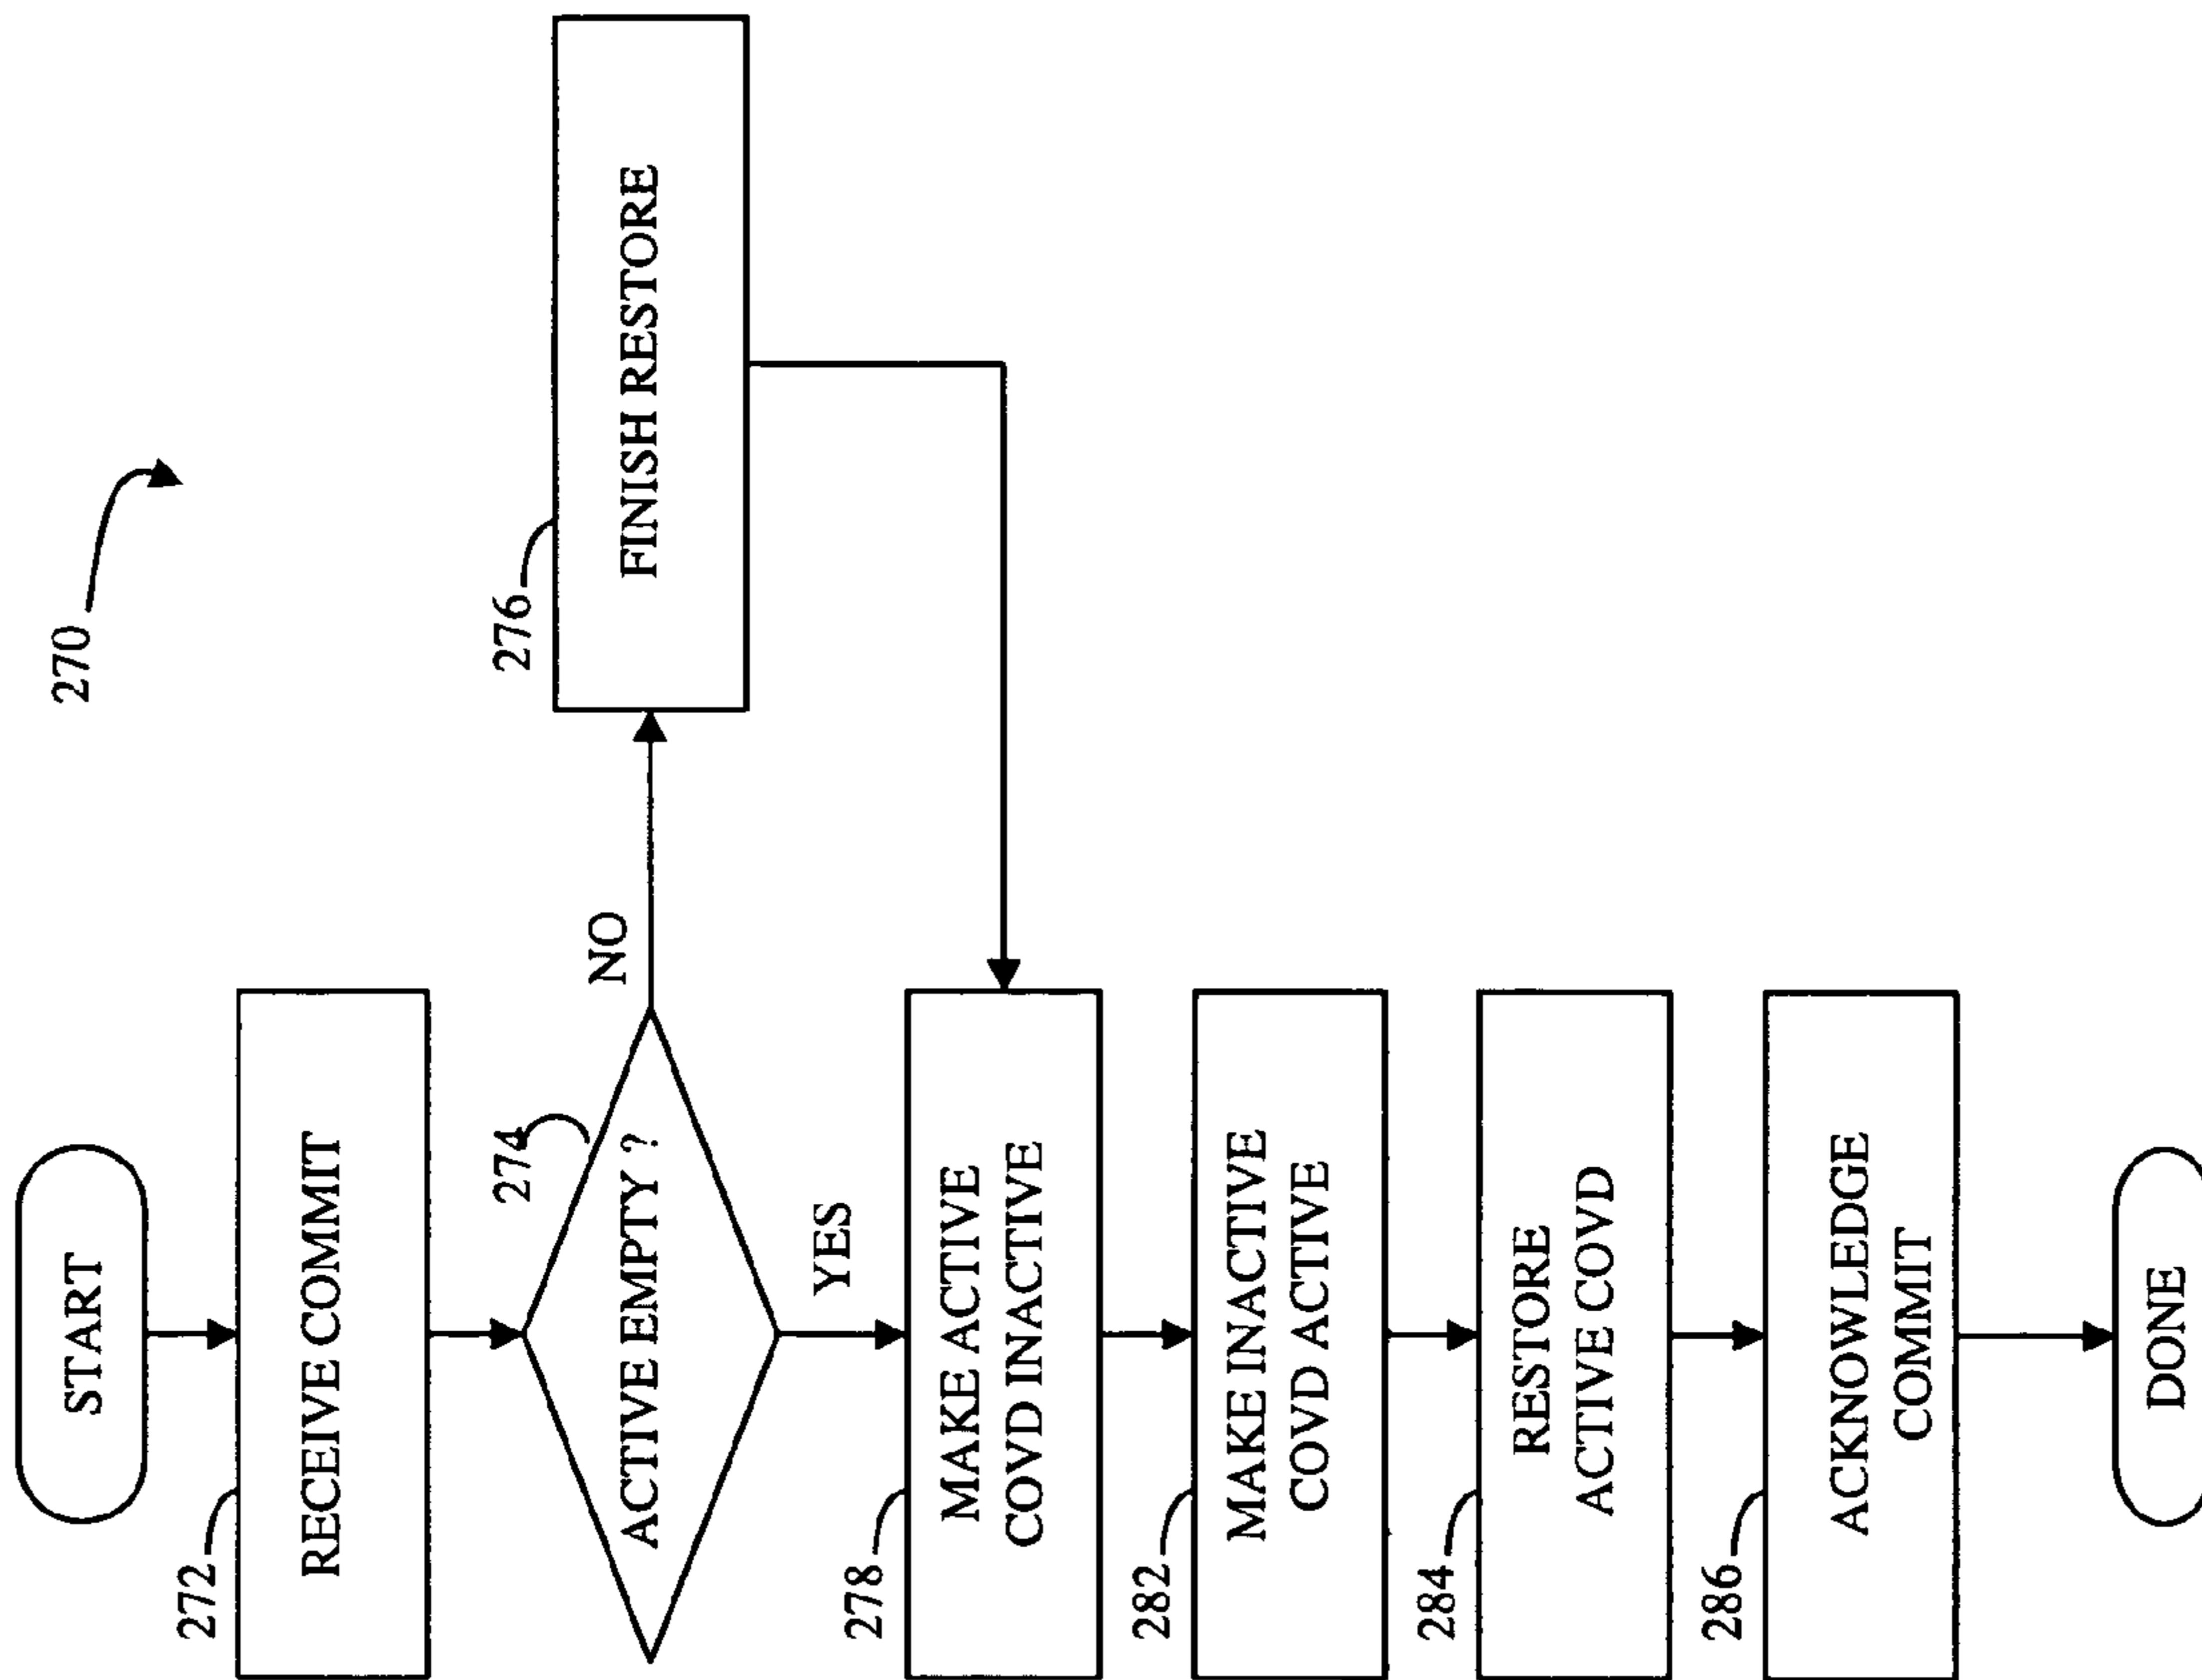 270
START
272
RECEIVE COMMIT
274
ACTIVE EMPTY ?
NO
276
FINISH RESTORE
YES
278
MAKE ACTIVE
COVD INACTIVE
282
MAKE INACTIVE
COVD ACTIVE
284
RESTORE
ACTIVE COVD
286
ACKNOWLEDGE
COMMIT
DONE